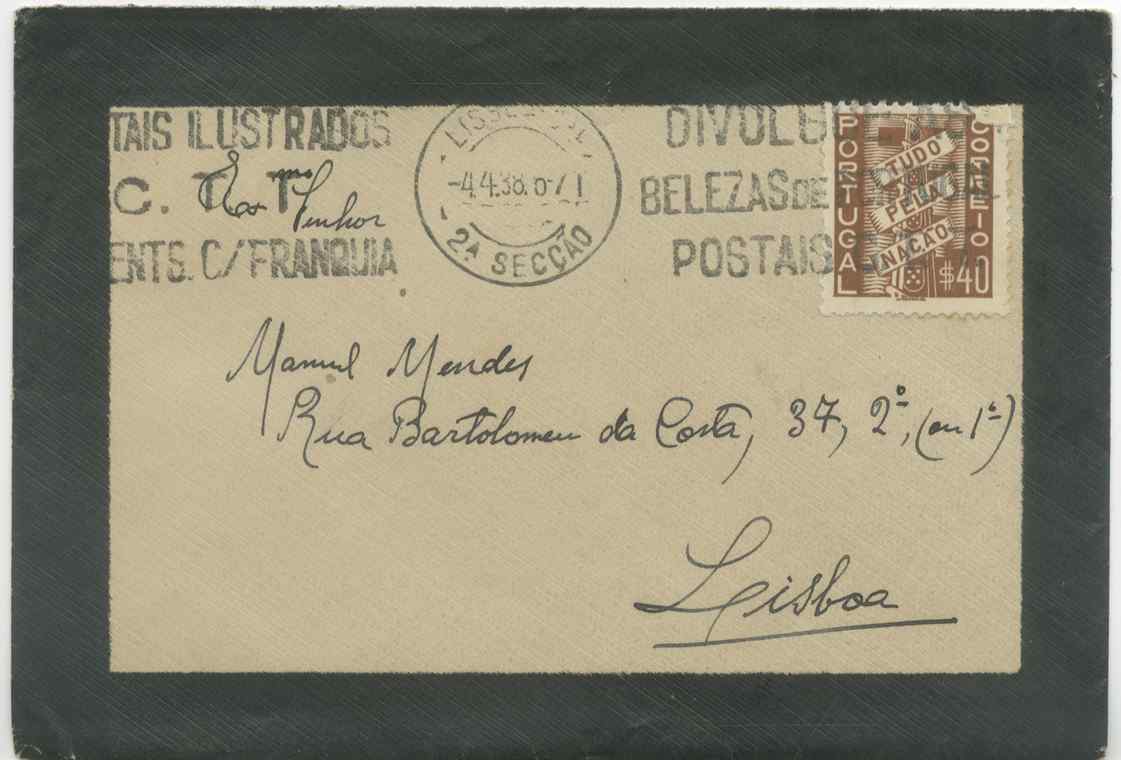 TAIS ILUSTRADOS
C. T. T.
ENTS. C/FRANQUIA
LISBOA
-4.4.38.
2ª SECÇÃO
BELEZAS DE
POSTAIS
PORTUGAL
CORREIO
TUDO
PELA
NAÇÃO
$40
Exmo
Senhor
Manuel Mendes
Rua Bartolomeu da Costa, 37, 2º, (ou 1º)
Lisboa